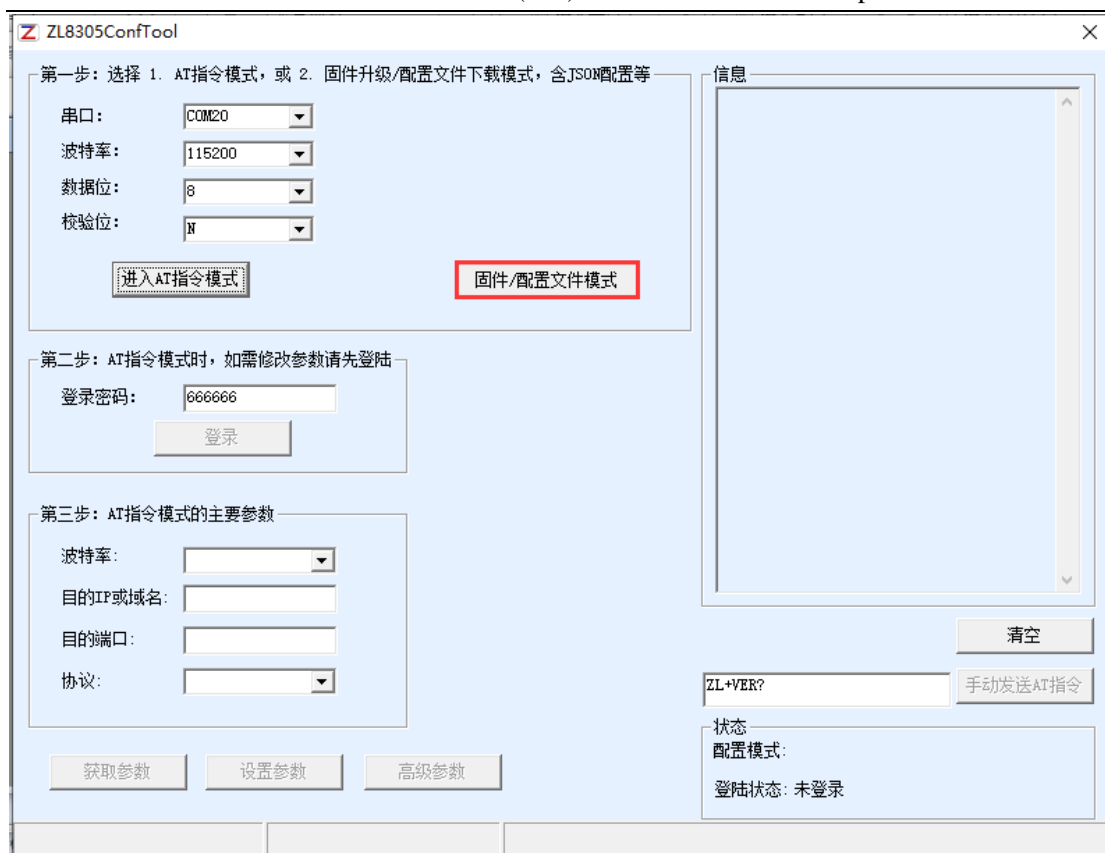 ZL8305ConfTool
第一步：选择 1. AT指令模式，或 2. 固件升级/配置文件下载模式，含JSON配置等
串口：
COM20
波特率：
115200
数据位：
8
校验位：
N
进入AT指令模式
固件/配置文件模式
第二步：AT指令模式时，如需修改参数请先登陆
登录密码：
666666
登录
第三步：AT指令模式的主要参数
波特率:
目的IP或域名:
目的端口:
协议:
获取参数
设置参数
高级参数
信息
清空
ZL+VER?
手动发送AT指令
状态
配置模式:
登陆状态: 未登录